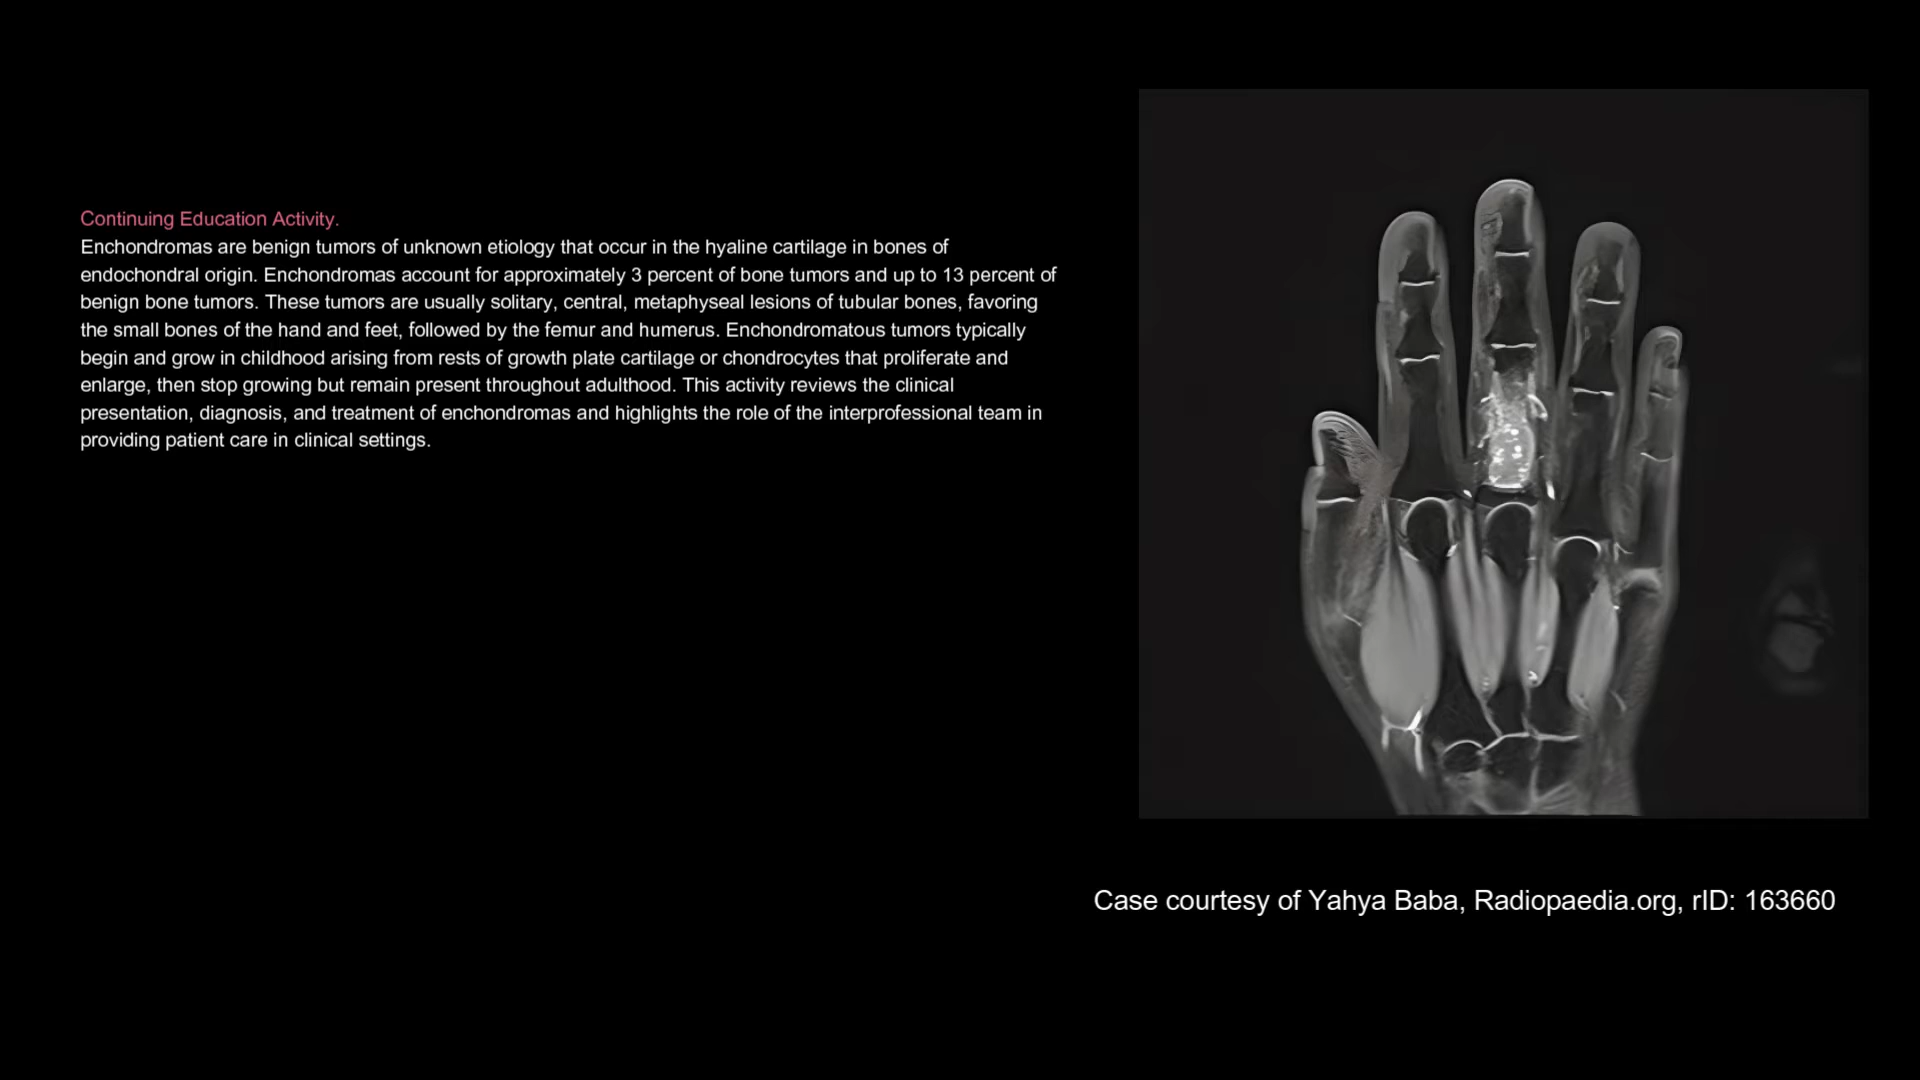 Continuing Education Activity.
Enchondromas are benign tumors of unknown etiology that occur in the hyaline cartilage in bones of
endochondral origin. Enchondromas account for approximately 3 percent of bone tumors and up to 13 percent of
benign bone tumors. These tumors are usually solitary, central, metaphyseal lesions of tubular bones, favoring
the small bones of the hand and feet, followed by the femur and humerus. Enchondromatous tumors typically
begin and grow in childhood arising from rests of growth plate cartilage or chondrocytes that proliferate and
enlarge, then stop growing but remain present throughout adulthood. This activity reviews the clinical
presentation, diagnosis, and treatment of enchondromas and highlights the role of the interprofessional team in
providing patient care in clinical settings.
Case courtesy of Yahya Baba, Radiopaedia.org, rID: 163660